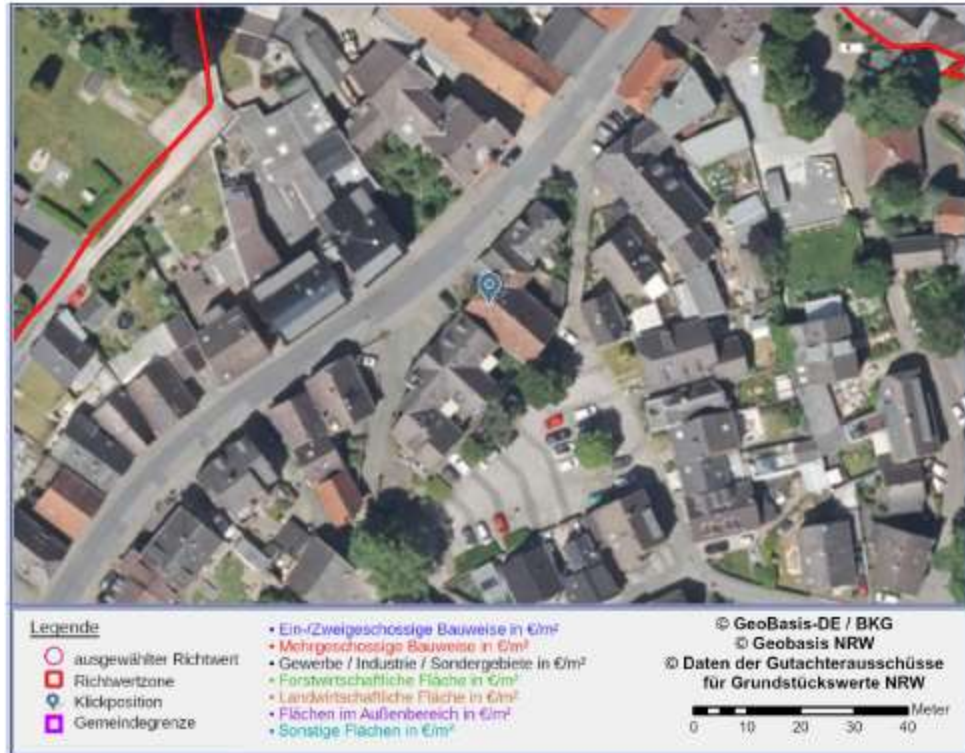 Legende
ausgewählter Richtwert
Richtwertzone
Klickposition
Gemeindegrenze
• Ein-/Zweigeschossige Bauweise in €/m²
• Mehrgeschossige Bauweise in €/m²
• Gewerbe / Industrie / Sondergebiete in €/m²
• Forstwirtschaftliche Fläche in €/m²
• Landwirtschaftliche Fläche in €/m²
• Flächen im Außenbereich in €/m²
• Sonstige Flächen in €/m²
© GeoBasis-DE / BKG
© Geobasis NRW
© Daten der Gutachterausschüsse
für Grundstückswerte NRW
Meter
0 10 20 30 40